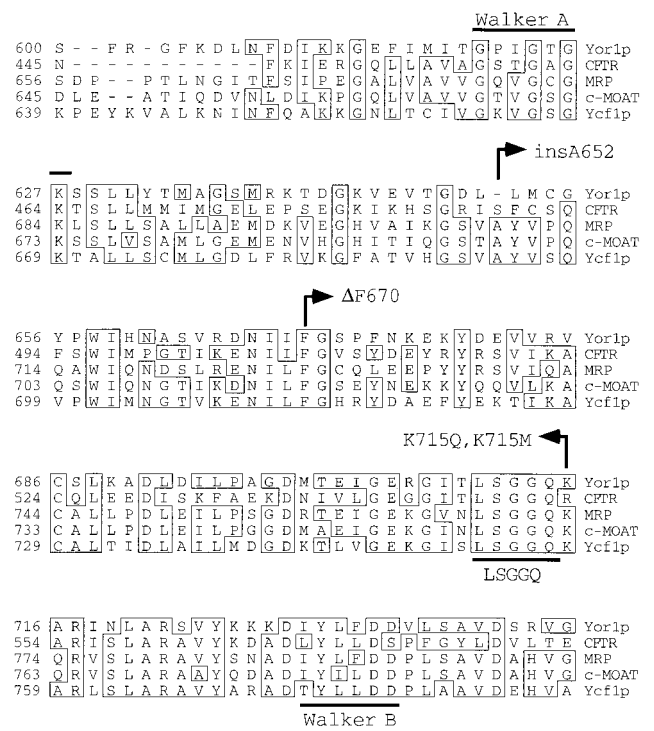 Walker A
600 S - - F R - G F K D L N F D I K K G E F I M I T G P I G T G Yor1p
445 N - - - - - - - - - - - F K I E R G Q L L A V A G S T G A G CFTR
656 S D P - - P T L N G I T F S I P E G A L V A V V G Q V G C G MRP
645 D L E - - A T I Q D V N L D I K P G Q L V A V V G T V G S G c-MOAT
639 K P E Y K V A L K N I N F Q A K K G N L T C I V G K V G S G Ycf1p
insA652
627 K S S L L Y T M A G S M R K T D G K V E V T G D L - L M C G Yor1p
464 K T S L L M M I M G E L E P S E G K I K H S G R I S F C S Q CFTR
684 K L S L L S A L L A E M D K V E G H V A I K G S V A Y V P Q MRP
673 K S S L V S A M L G E M E N V H G H I T I Q G S T A Y V P Q c-MOAT
669 K T A L L S C M L G D L F R V K G F A T V H G S V A Y V S Q Ycf1p
ΔF670
656 Y P W I H N A S V R D N I I F G S P F N K E K Y D E V V R V Yor1p
494 F S W I M P G T I K E N I I F G V S Y D E Y R Y R S V I K A CFTR
714 Q A W I Q N D S L R E N I L F G C Q L E E P Y Y R S V I Q A MRP
703 Q S W I Q N G T I K D N I L F G S E Y N E K K Y Q Q V L K A c-MOAT
699 V P W I M N G T V K E N I L F G H R Y D A E F Y E K T I K A Ycf1p
K715Q,K715M
686 C S L K A D L D I L P A G D M T E I G E R G I T L S G G Q K Yor1p
524 C Q L E E D I S K F A E K D N I V L G E G G I T L S G G Q R CFTR
744 C A L L P D L E I L P S G D R T E I G E K G V N L S G G Q K MRP
733 C A L L P D L E I L P G G D M A E I G E K G I N L S G G Q K c-MOAT
729 C A L T I D L A I L M D G D K T L V G E K G I S L S G G Q K Ycf1p
LSGGQ
716 A R I N L A R S V Y K K K D I Y L F D D V L S A V D S R V G Yor1p
554 A R I S L A R A V Y K D A D L Y L L D S P F G Y L D V L T E CFTR
774 Q R V S L A R A V Y S N A D I Y L F D D P L S A V D A H V G MRP
763 Q R I S L A R A A Y Q D A D I Y I L D D P L S A V D A H V G c-MOAT
759 A R L S L A R A V Y A R A D T Y L L D D P L A A V D E H V A Ycf1p
Walker B